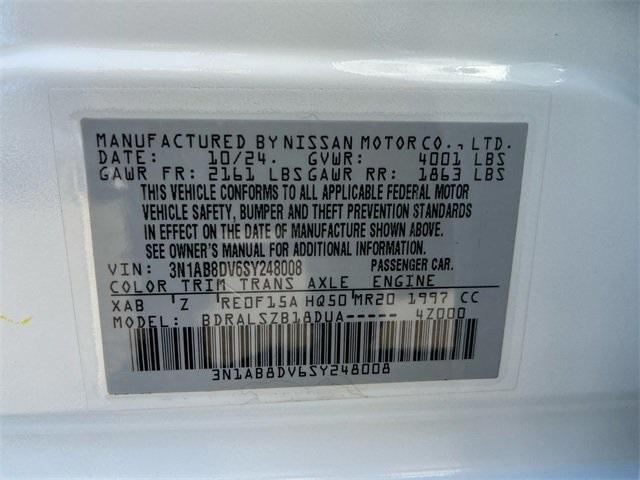 MANUFACTURED BY NISSAN MOTOR CO., LTD.
DATE: 10/24. GVWR: 4001 LBS
GAWR FR: 2161 LBS GAWR RR: 1863 LBS
THIS VEHICLE CONFORMS TO ALL APPLICABLE FEDERAL MOTOR
VEHICLE SAFETY, BUMPER AND THEFT PREVENTION STANDARDS
IN EFFECT ON THE DATE OF MANUFACTURE SHOWN ABOVE.
SEE OWNER'S MANUAL FOR ADDITIONAL INFORMATION.
VIN: 3N1AB8DV6SY248008 PASSENGER CAR.
COLOR TRIM TRANS AXLE ENGINE
XAB Z RE0F15A HQ50 MR20 1997 CC
MODEL: BDRALSZB18DUA----- 4Z000
3N1AB8DV6SY248008